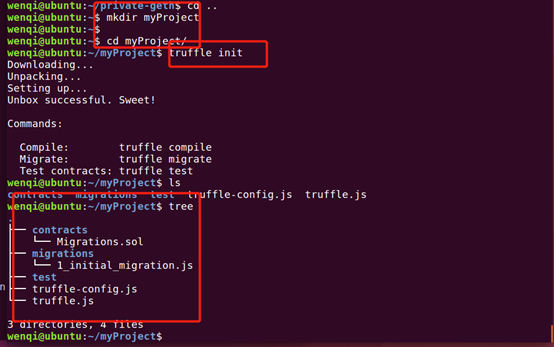 wenqi@ubuntu:~/private-geth$ cd ..
wenqi@ubuntu:~$ mkdir myProject
wenqi@ubuntu:~$
wenqi@ubuntu:~$ cd myProject/
wenqi@ubuntu:~/myProject$ truffle init
Downloading...
Unpacking...
Setting up...
Unbox successful. Sweet!
Commands:
Compile: truffle compile
Migrate: truffle migrate
Test contracts: truffle test
wenqi@ubuntu:~/myProject$ ls
contracts migrations test truffle-config.js truffle.js
wenqi@ubuntu:~/myProject$ tree
.
├── contracts
│   └── Migrations.sol
├── migrations
│   └── 1_initial_migration.js
├── test
├── truffle-config.js
└── truffle.js
3 directories, 4 files
wenqi@ubuntu:~/myProject$